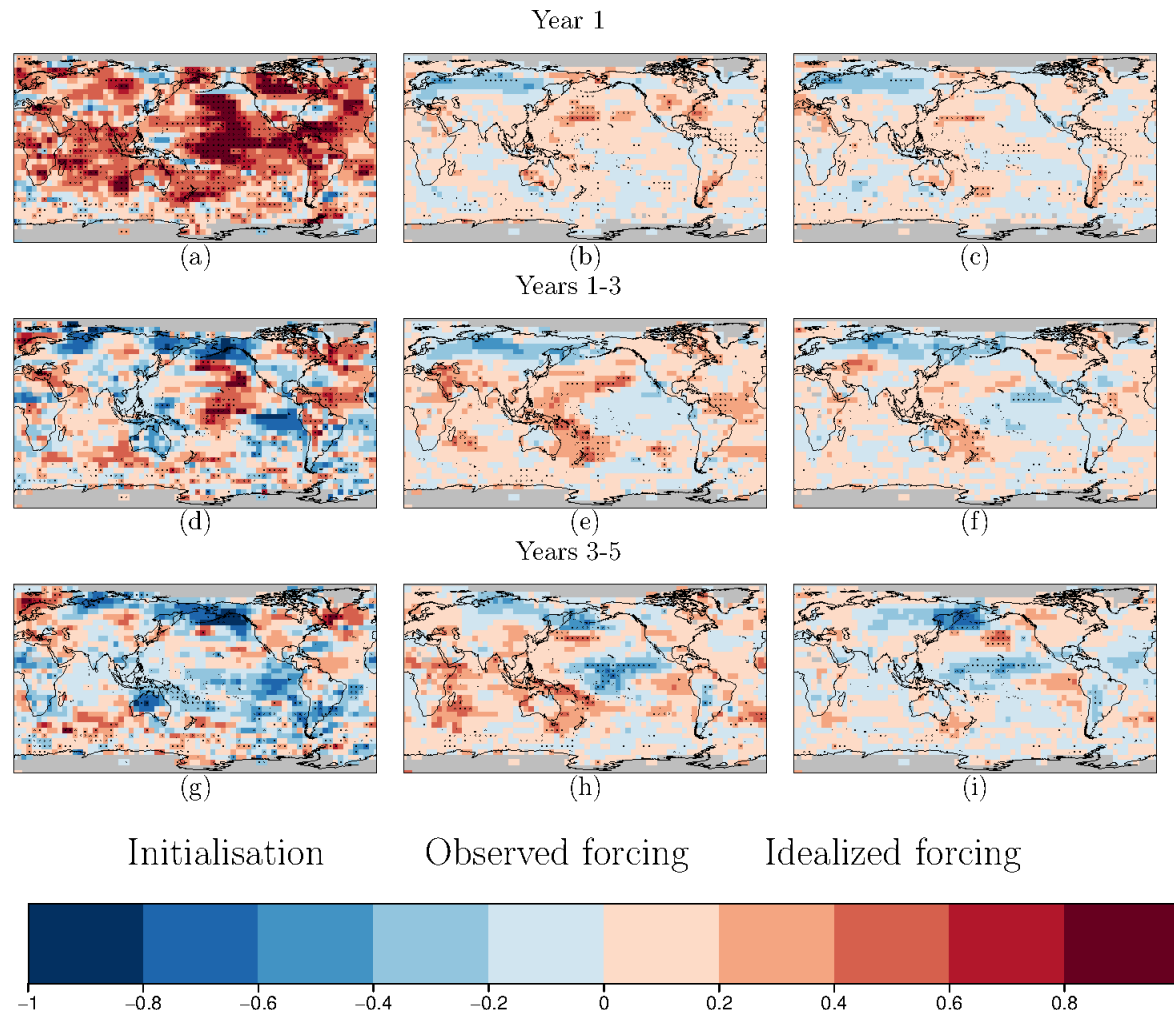 Year 1
(a) (b) (c)
Years 1-3
(d) (e) (f)
Years 3-5
(g) (h) (i)
Initialisation Observed forcing Idealized forcing
−1 −0.8 −0.6 −0.4 −0.2 0 0.2 0.4 0.6 0.8